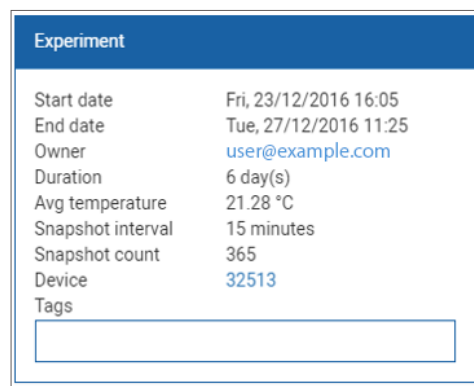 Experiment
Start date Fri, 23/12/2016 16:05
End date Tue, 27/12/2016 11:25
Owner user@example.com
Duration 6 day(s)
Avg temperature 21.28 °C
Snapshot interval 15 minutes
Snapshot count 365
Device 32513
Tags